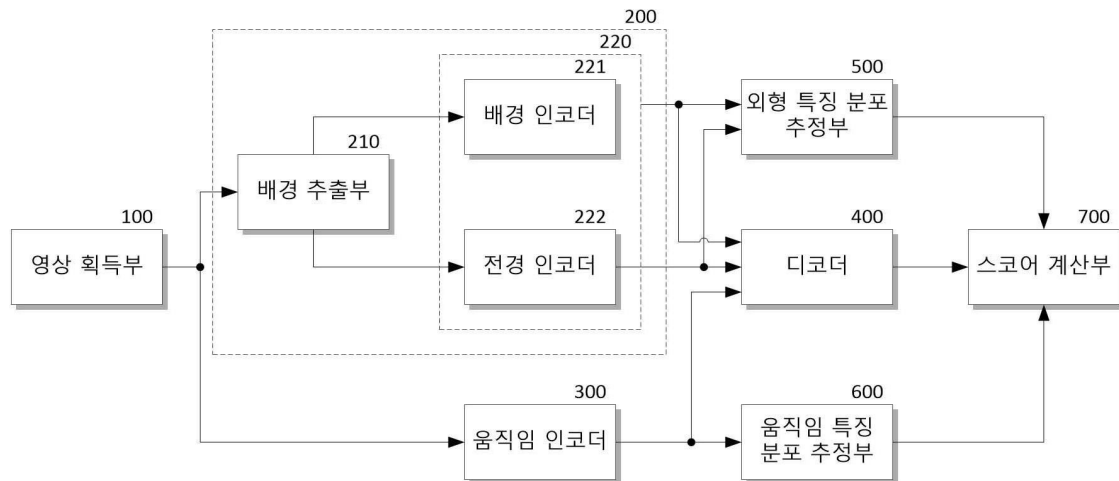 200
220
221
배경 인코더
500
외형 특징 분포
추정부
210
배경 추출부
100
영상 획득부
222
전경 인코더
400
디코더
700
스코어 계산부
300
움직임 인코더
600
움직임 특징
분포 추정부